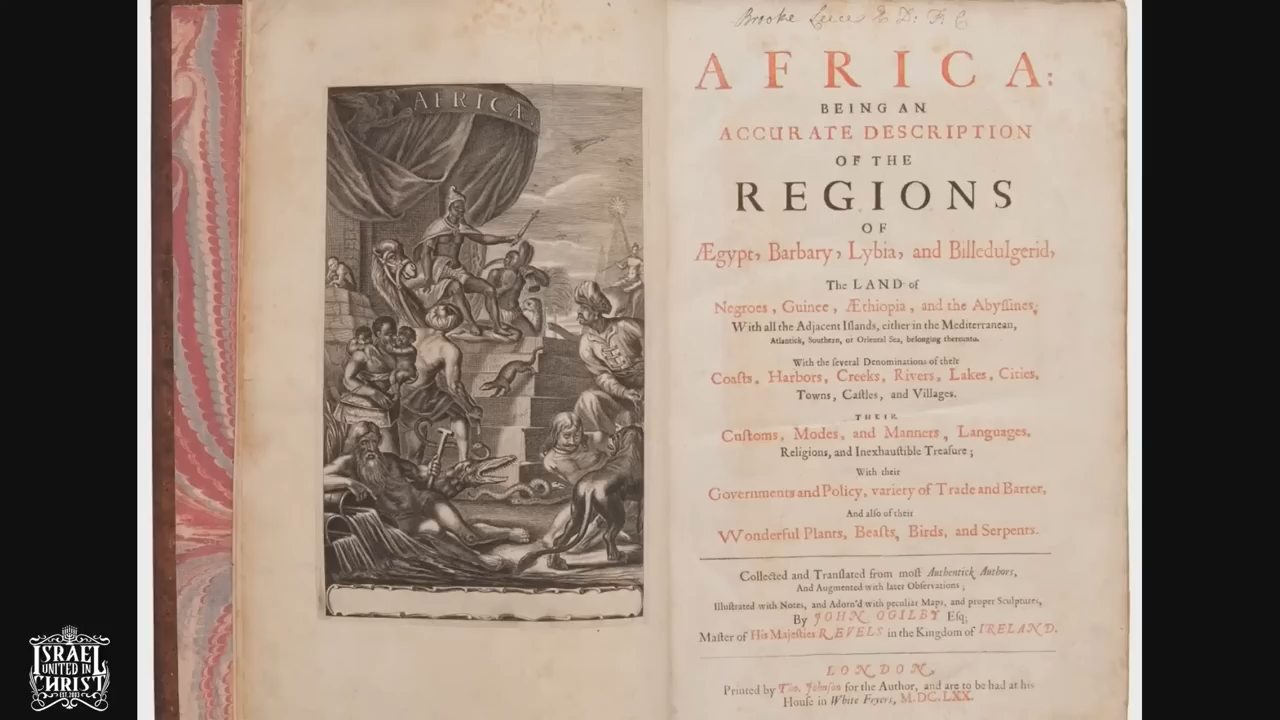 Brooke
AFRICA:
BEING AN
ACCURATE DESCRIPTION
OF THE
REGIONS
OF
Ægypt, Barbary, Lybia, and Billedulgerid,
The LAND of
Negroes, Guinee, Æthiopia, and the Abyſſines,
With all the Adjacent Iſlands, either in the Mediterranean,
Atlantick, Southern, or Oriental Sea, belonging thereunto.
With the ſeveral Denominations of their
Coaſts, Harbors, Creeks, Rivers, Lakes, Cities,
Towns, Caſtles, and Villages.
THEIR
Cuſtoms, Modes, and Manners, Languages,
Religions, and Inexhauſtible Treaſure;
With their
Governments and Policy, variety of Trade and Barter,
And alſo of their
Wonderful Plants, Beaſts, Birds, and Serpents.
Collected and Tranſlated from moſt Authentick Authors,
And Augmented with later Obſervations;
Illuſtrated with Notes, and Adorn'd with peculiar Maps, and proper Sculptures,
By JOHN OGILBY Eſq;
Maſter of His Majeſties REVELS in the Kingdom of IRELAND.
LONDON,
Printed by Tho. Johnſon for the Author, and are to be had at his
Houſe in White Fryers, M.DC.LXX.
AFRICA
ISRAEL
UNITED IN
CHRIST
EST. 2003